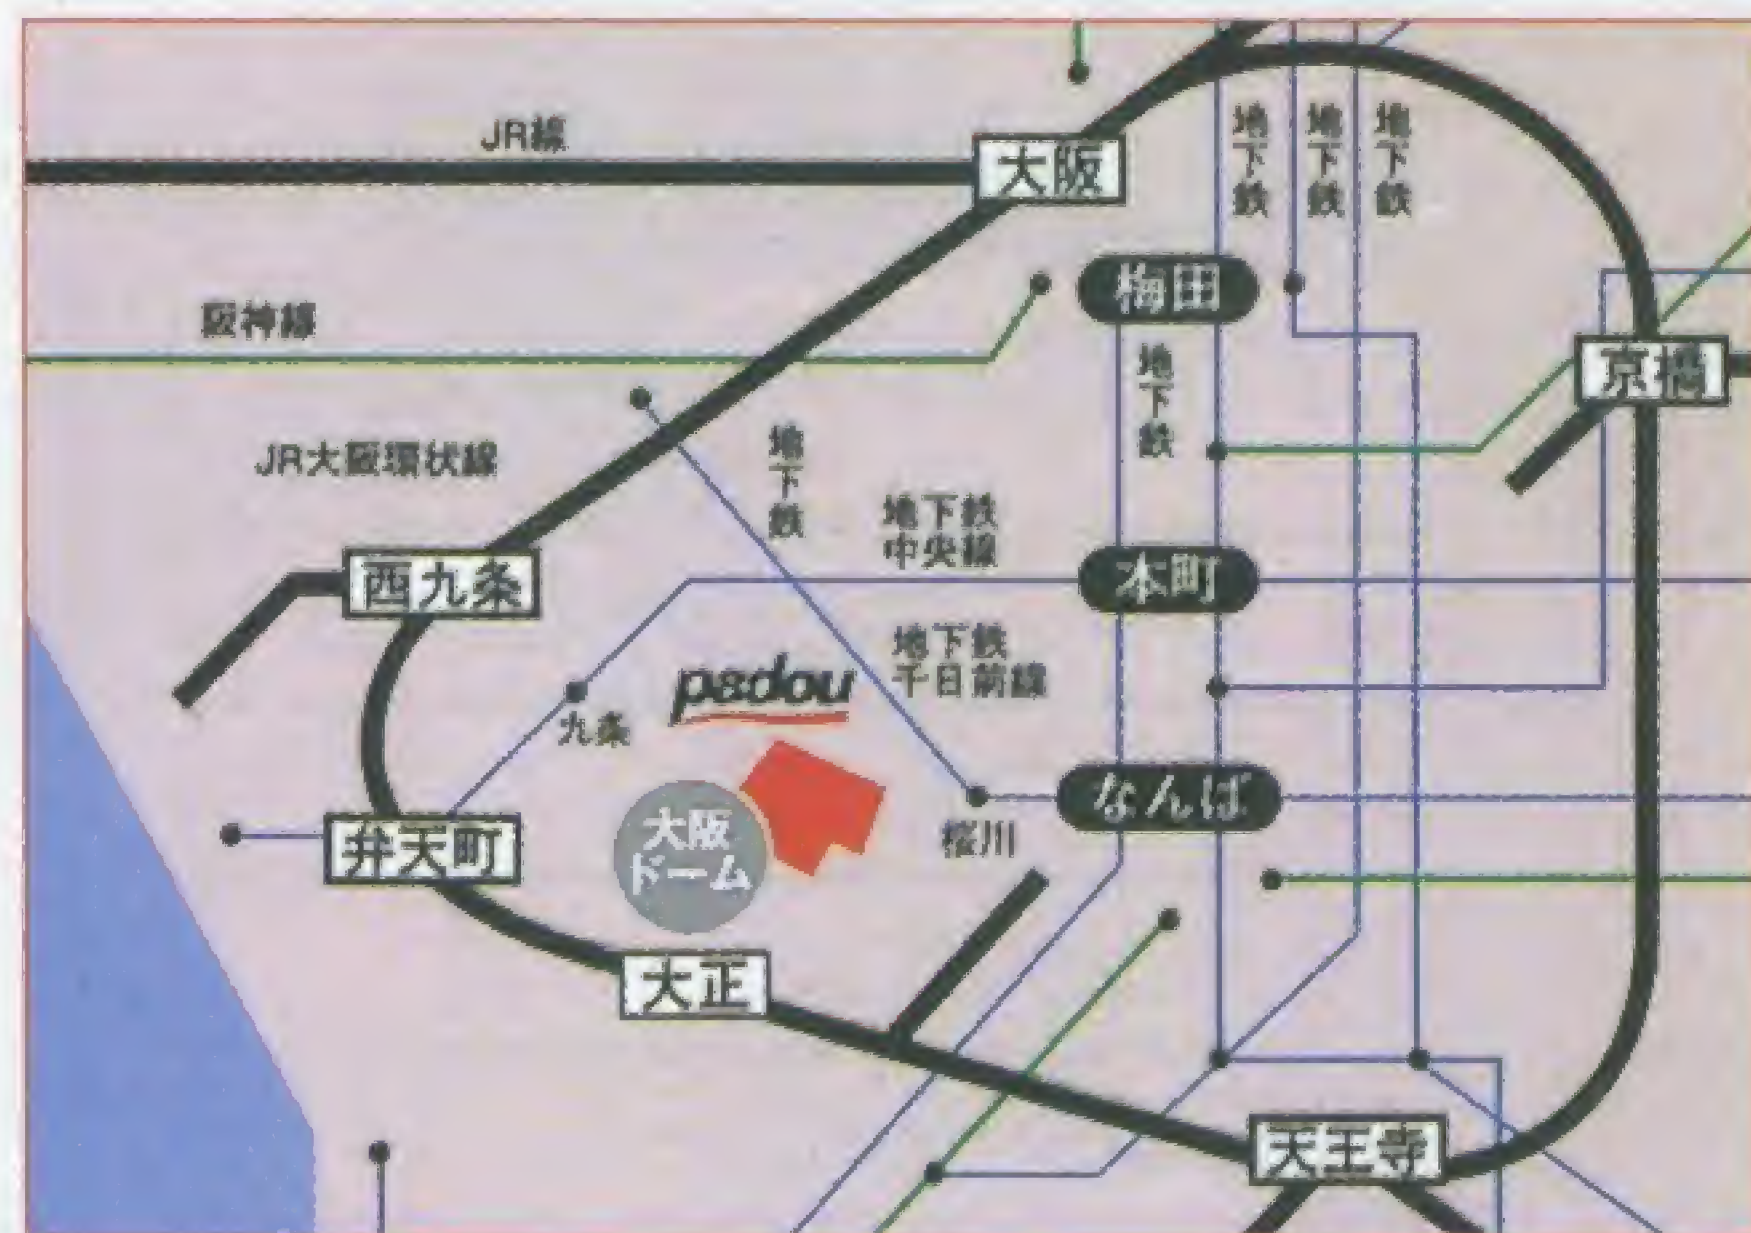 JR線
大阪
地下鉄
地下鉄
地下鉄
梅田
阪神線
地下鉄
京橋
JR大阪環状線
地下鉄
地下鉄
中央線
西九条
本町
地下鉄
千日前線
padou
九条
なんば
大阪
ドーム
桜川
弁天町
大正
天王寺